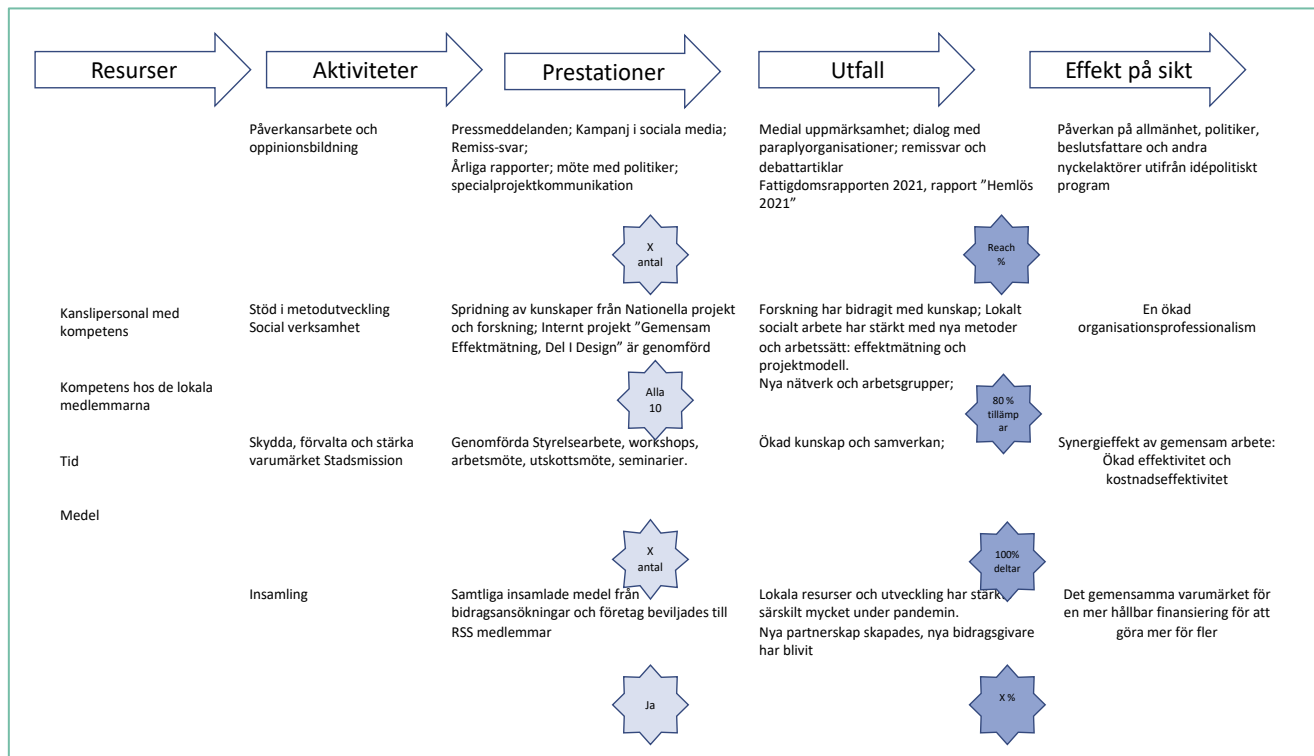 Resurser
Aktiviteter
Prestationer
Utfall
Effekt på sikt
Påverkansarbete och
oppinionsbildning
Pressmeddelanden; Kampanj i sociala media;
Remiss-svar;
Årliga rapporter; möte med politiker;
specialprojektkommunikation
Medial uppmärksamhet; dialog med
paraplyorganisationer; remissvar och
debattartiklar
Fattigdomsrapporten 2021, rapport ”Hemlös
2021”
Påverkan på allmänhet, politiker,
beslutsfattare och andra
nyckelaktörer utifrån idépolitiskt
program
X
antal
Reach
%
Kanslipersonal med
kompetens
Stöd i metodutveckling
Social verksamhet
Spridning av kunskaper från Nationella projekt
och forskning; Internt projekt ”Gemensam
Effektmätning, Del I Design” är genomförd
Forskning har bidragit med kunskap; Lokalt
socialt arbete har stärkt med nya metoder
och arbetssätt: effektmätning och
projektmodell.
Nya nätverk och arbetsgrupper;
En ökad
organisationsprofessionalism
Kompetens hos de lokala
medlemmarna
Alla
10
80 %
tillämp
ar
Tid
Skydda, förvalta och stärka
varumärket Stadsmission
Genomförda Styrelsearbete, workshops,
arbetsmöte, utskottsmöte, seminarier.
Ökad kunskap och samverkan;
Synergieffekt av gemensam arbete:
Ökad effektivitet och
kostnadseffektivitet
Medel
X
antal
100%
deltar
Insamling
Samtliga insamlade medel från
bidragsansökningar och företag beviljades till
RSS medlemmar
Lokala resurser och utveckling har stärkt
särskilt mycket under pandemin.
Nya partnerskap skapades, nya bidragsgivare
har blivit
Det gemensamma varumärket för
en mer hållbar finansiering för att
göra mer för fler
Ja
X %